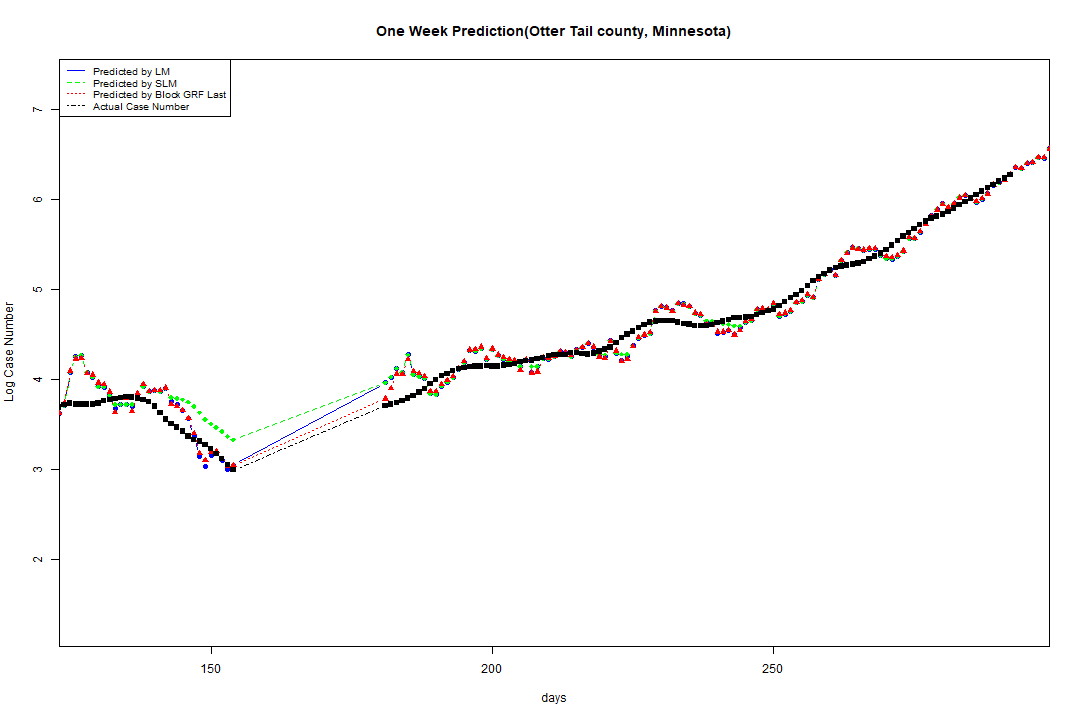 One Week Prediction(Otter Tail county, Minnesota)
Predicted by LM
Predicted by SLM
Predicted by Block GRF Last
Actual Case Number
7
6
5
4
3
2
Log Case Number
150
200
250
days